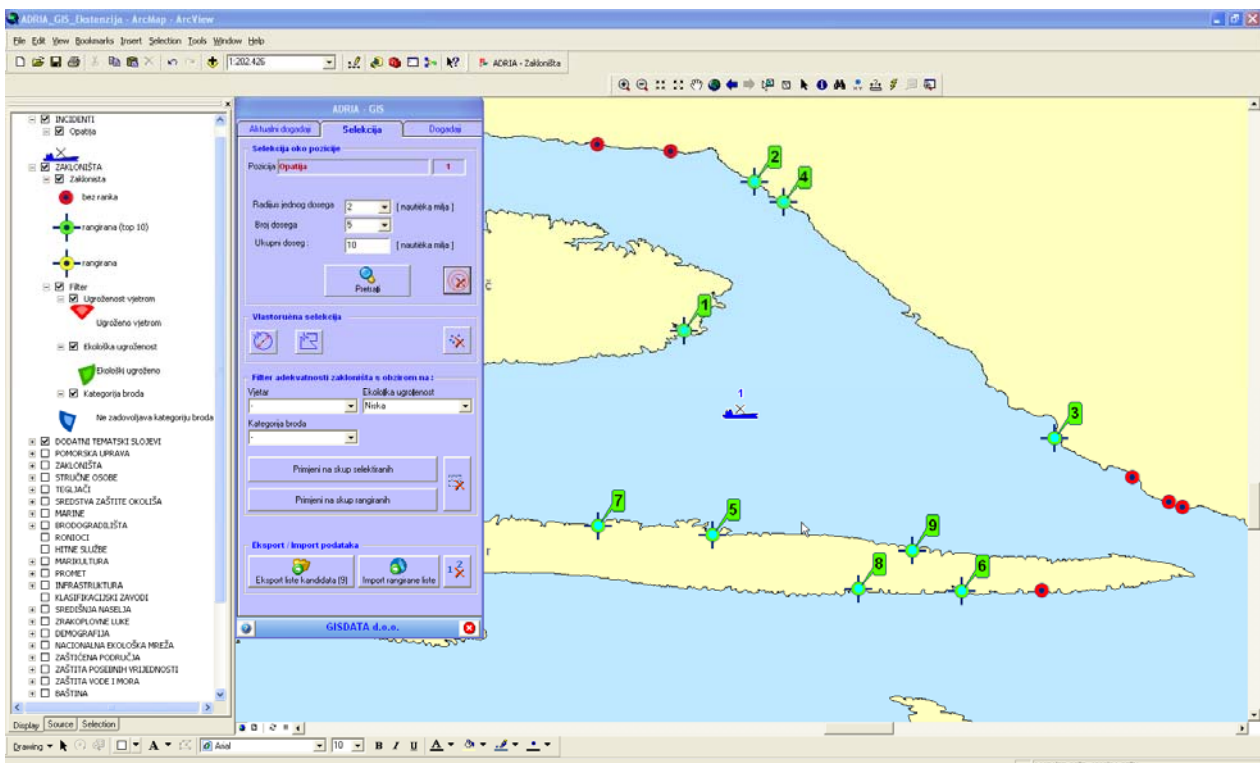 ADRIA_GIS_Ekstenzija - ArcMap - ArcView
File Edit View Bookmarks Insert Selection Tools Window Help
1:202.426
ADRIA - Zakloništa
INCIDENTI
Opatija
ZAKLONIŠTA
Zaklonista
bez ranka
rangirana (top 10)
rangirana
Filter
Ugroženost vjetrom
Ugroženo vjetrom
Ekološka ugroženost
Ekološki ugroženo
Kategorija broda
Ne zadovoljava kategoriju broda
DODATNI TEMATSKI SLOJEVI
POMORSKA UPRAVA
ZAKLONIŠTA
STRUČNE OSOBE
TEGLJAČI
SREDSTVA ZAŠTITE OKOLIŠA
MARINE
BRODOGRADILIŠTA
RONIOCI
HITNE SLUŽBE
MARIKULTURA
PROMET
INFRASTRUKTURA
KLASIFIKACIJSKI ZAVODI
SREDIŠNJA NASELJA
ZRAKOPLOVNE LUKE
DEMOGRAFIJA
NACIONALNA EKOLOŠKA MREŽA
ZAŠTIĆENA PODRUČJA
ZAŠTITA POSEBNIH VRIJEDNOSTI
ZAŠTITA VODE I MORA
BAŠTINA
Display Source Selection
Drawing
Arial
10
B I U A
ADRIA - GIS
Aktualni događaji Selekcija Događaji
Selekcija oko pozicije
Pozicija Opatija 1
Radijus jednog dosega 2 [ nautèka milja ]
Broj dosega 5
Ukupni doseg : 10 [ nautèka milja ]
Pretraži
Vlastoruèna selekcija
Filter adekvatnosti zakloništa s obzirom na :
Vjetar Ekološka ugroženost
- Niska
Kategorija broda
-
Primjeni na skup selektiranih
Primjeni na skup rangiranih
Eksport / Import podataka
Eksport liste kandidata (9) Import rangirane liste
GISDATA d.o.o.
č
r
2
4
1
1
3
7
5
9
8
6